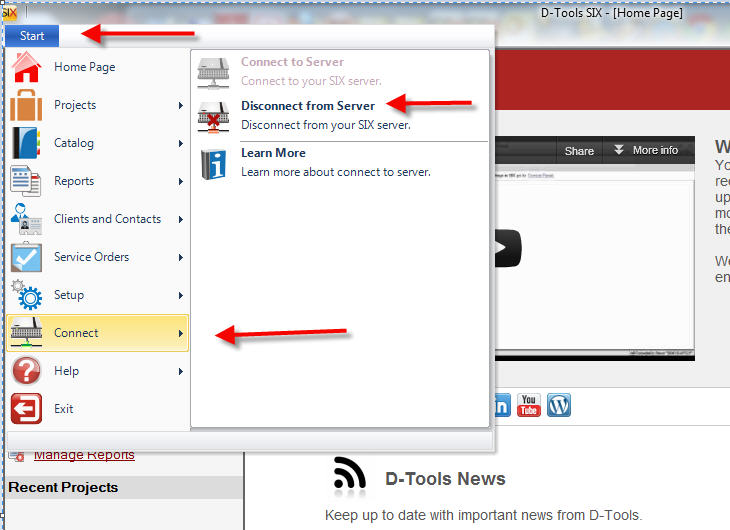 SIX
D-Tools SIX - [Home Page]
Start
Home Page
Projects
Catalog
Reports
Clients and Contacts
Service Orders
Setup
Connect
Help
Exit
Connect to Server
Connect to your SIX server.
Disconnect from Server
Disconnect from your SIX server.
Learn More
Learn more about connect to server.
Share
More info
W
Yo
rec
up
mo
the
We
en
in
You
Tube
Manage Reports
Recent Projects
D-Tools News
Keep up to date with important news from D-Tools.